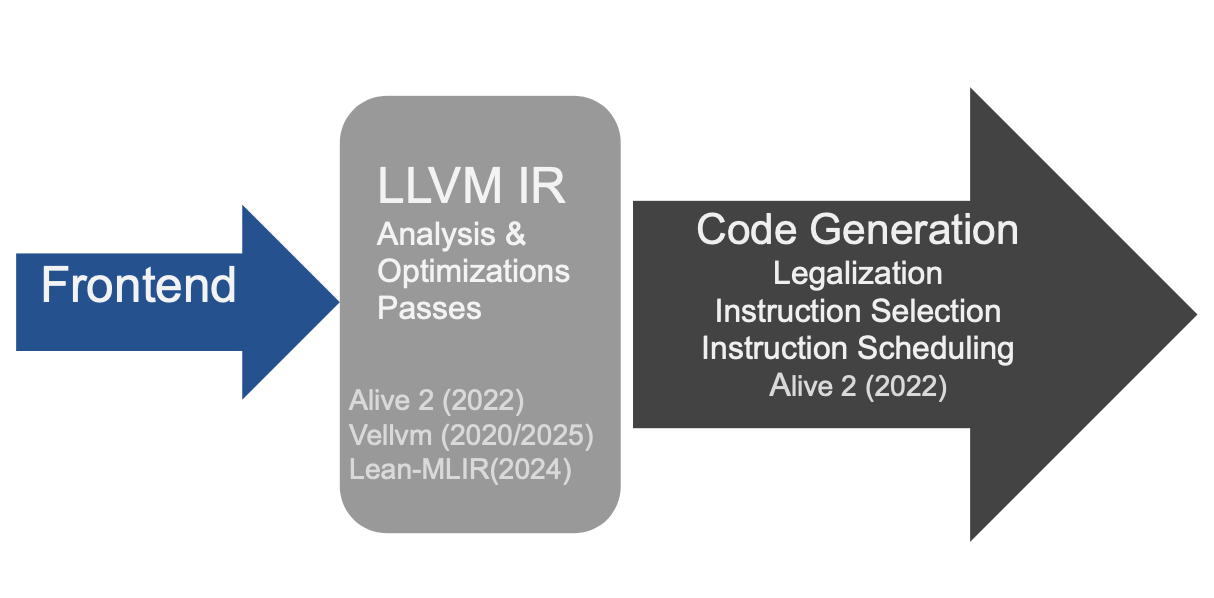 Frontend
LLVM IR
Analysis &
Optimizations
Passes
Alive 2 (2022)
Vellvm (2020/2025)
Lean-MLIR(2024)
Code Generation
Legalization
Instruction Selection
Instruction Scheduling
Alive 2 (2022)